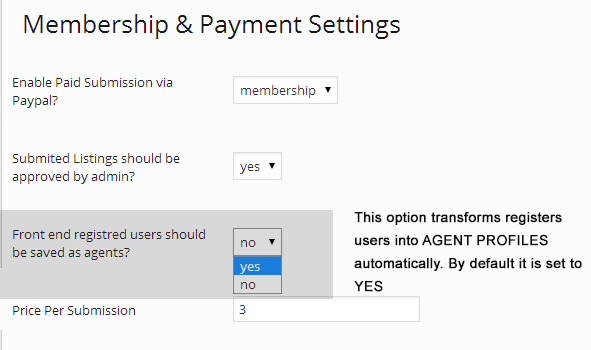 Membership & Payment Settings
Enable Paid Submission via
Paypal?
membership
Submited Listings should be
approved by admin?
yes
Front end registred users should
be saved as agents?
no
yes
no
This option transforms registers
users into AGENT PROFILES
automatically. By default it is set to
YES
Price Per Submission
3